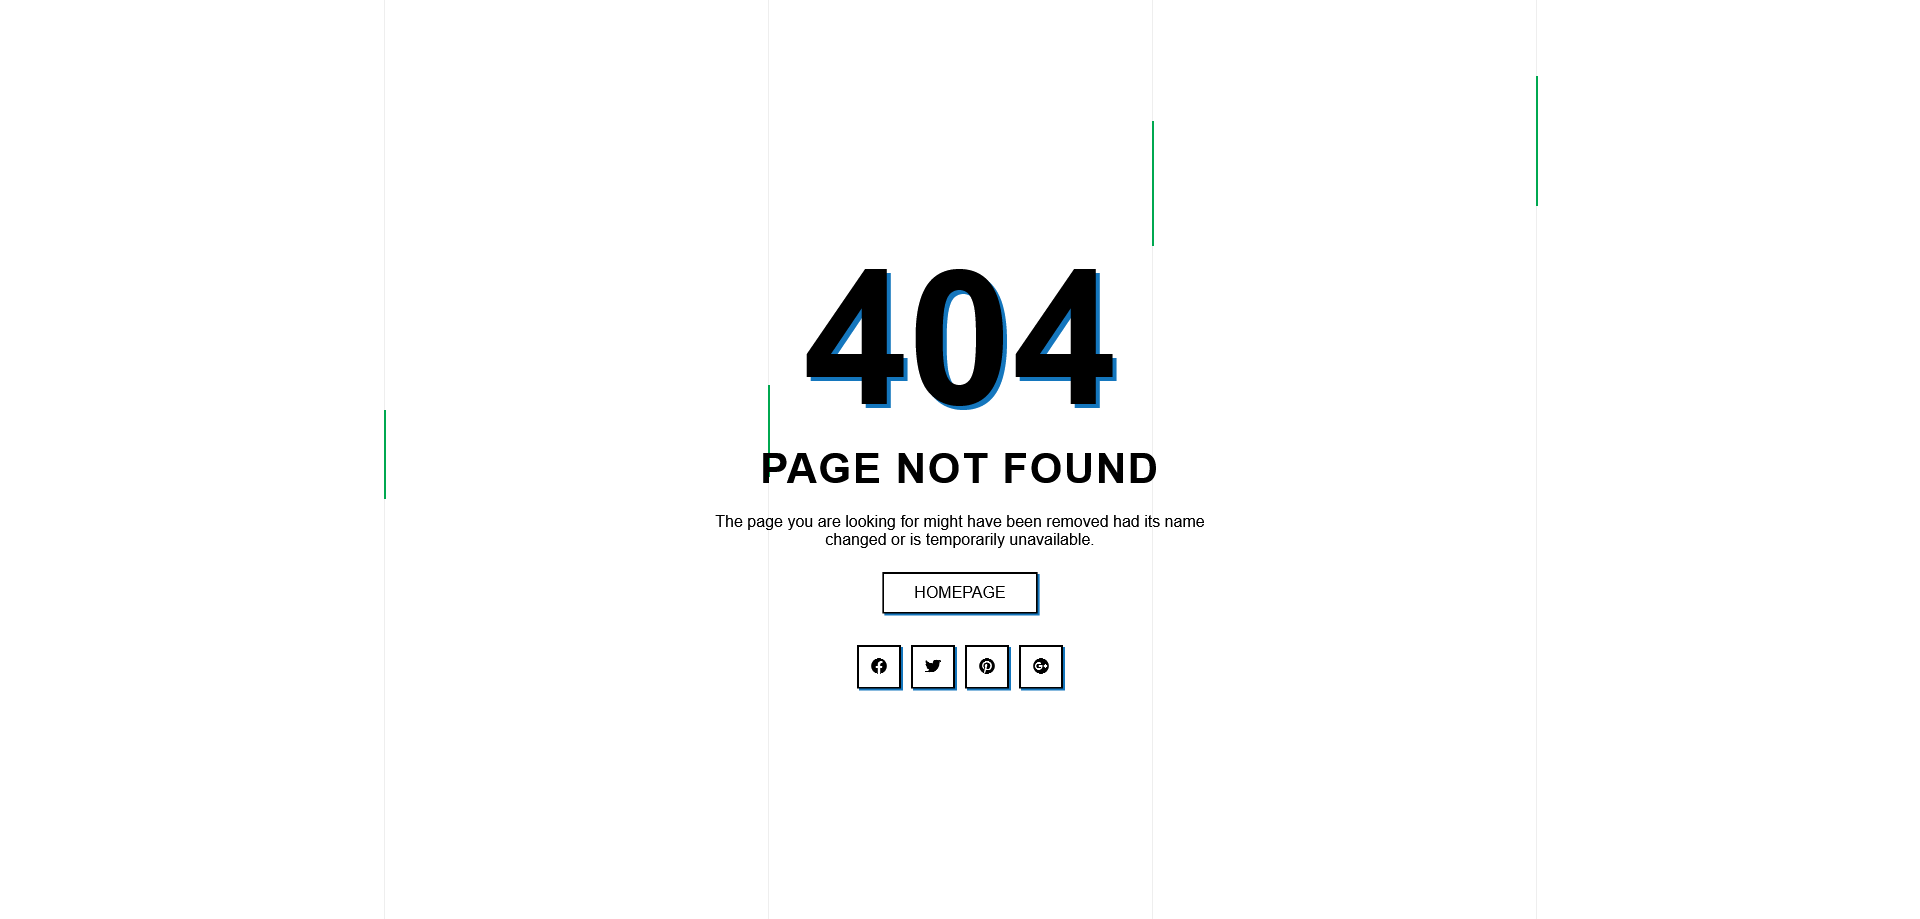 404
PAGE NOT FOUND
The page you are looking for might have been removed had its name
changed or is temporarily unavailable.
HOMEPAGE